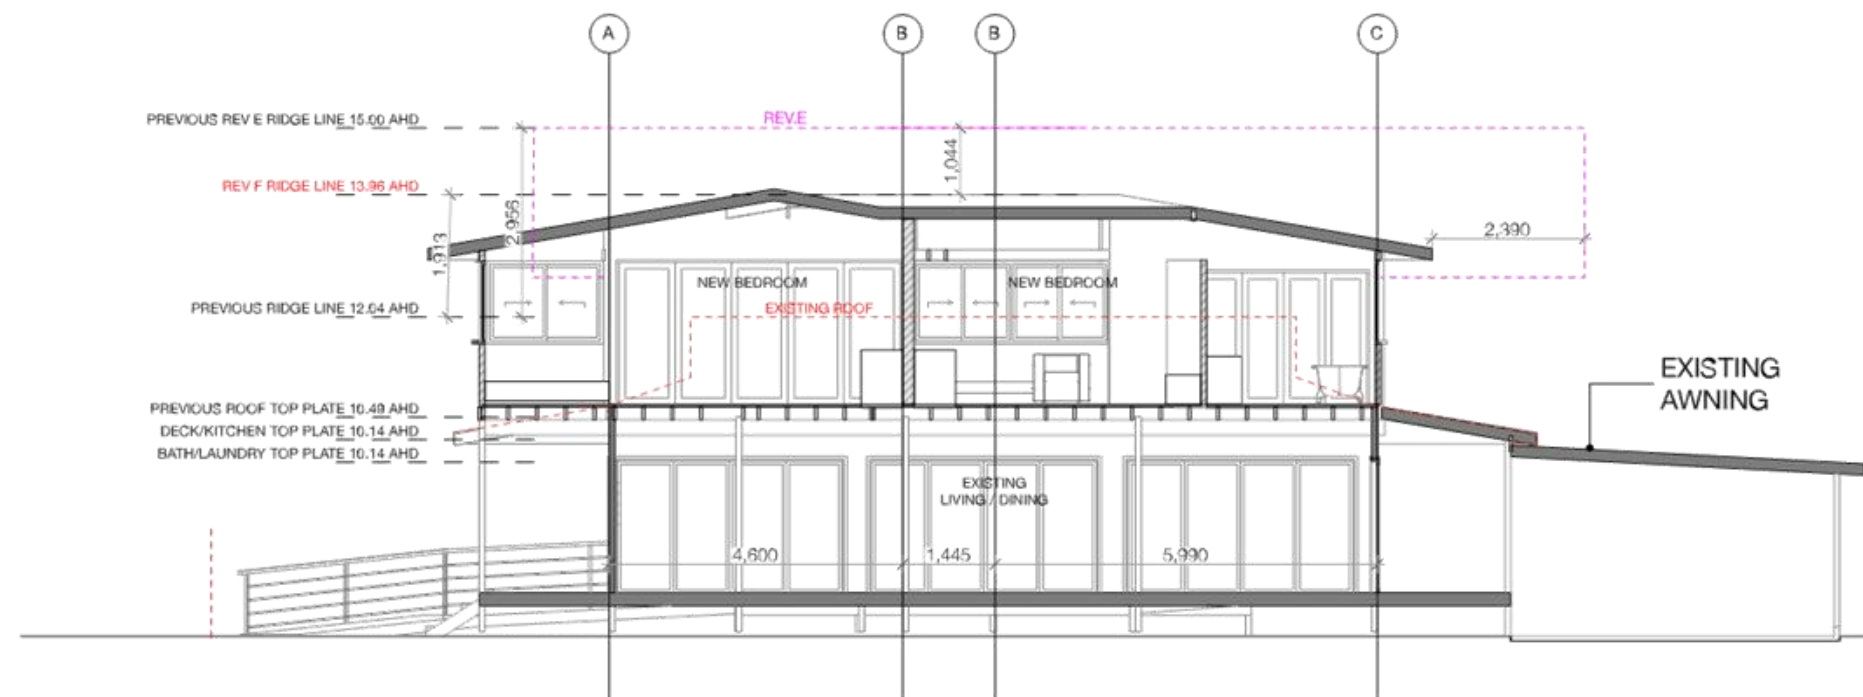 A
B
B
C
PREVIOUS REV E RIDGE LINE 15.00 AHD
REV.E
1,044
REV F RIDGE LINE 13.96 AHD
2,956
1,913
2,390
NEW BEDROOM
NEW BEDROOM
PREVIOUS RIDGE LINE 12.04 AHD
EXISTING ROOF
EXISTING
AWNING
PREVIOUS ROOF TOP PLATE 10.49 AHD
DECK/KITCHEN TOP PLATE 10.14 AHD
BATH/LAUNDRY TOP PLATE 10.14 AHD
EXISTING
LIVING / DINING
4,600
1,445
5,990